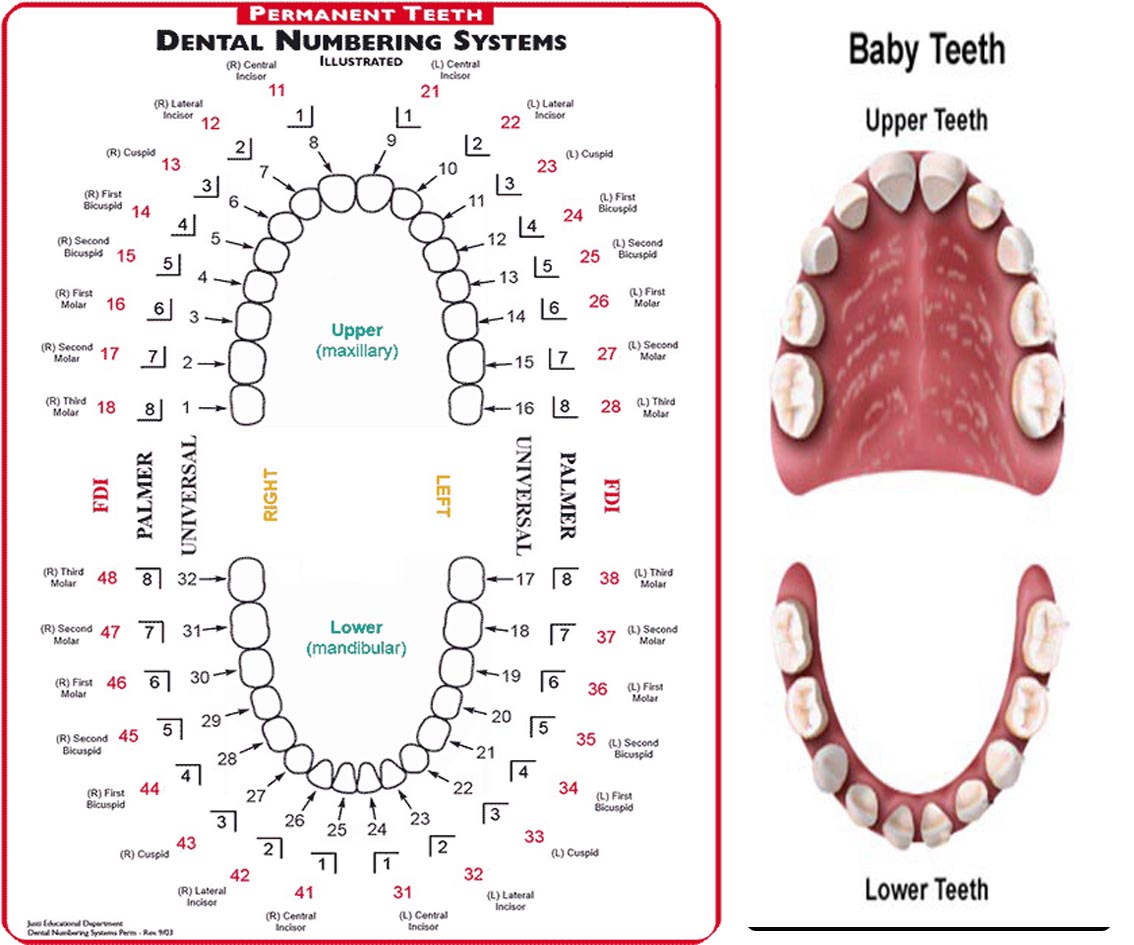 PERMANENT TEETH
DENTAL NUMBERING SYSTEMS
ILLUSTRATED
(R) Central
Incisor
11
1
8
(L) Central
Incisor
21
1
9
(R) Lateral
Incisor
12
2
7
(L) Lateral
Incisor
22
2
10
(R) Cuspid
13
3
6
(L) Cuspid
23
3
11
(R) First
Bicuspid
14
4
5
(L) First
Bicuspid
24
4
12
(R) Second
Bicuspid
15
5
4
(L) Second
Bicuspid
25
5
13
(R) First
Molar
16
6
3
(L) First
Molar
26
6
14
(R) Second
Molar
17
7
2
(L) Second
Molar
27
7
15
(R) Third
Molar
18
8
1
(L) Third
Molar
28
8
16
Upper
(maxillary)
FDI
PALMER
UNIVERSAL
RIGHT
LEFT
UNIVERSAL
PALMER
FDI
(R) Third
Molar
48
8
32
(L) Third
Molar
38
8
17
(R) Second
Molar
47
7
31
(L) Second
Molar
37
7
18
Lower
(mandibular)
(R) First
Molar
46
6
30
(L) First
Molar
36
6
19
(R) Second
Bicuspid
45
5
29
(L) Second
Bicuspid
35
5
20
(R) First
Bicuspid
44
4
28
(L) First
Bicuspid
34
4
21
(R) Cuspid
43
3
27
(L) Cuspid
33
3
22
(R) Lateral
Incisor
42
2
26
(L) Lateral
Incisor
32
2
23
(R) Central
Incisor
41
1
25
(L) Central
Incisor
31
1
24
Justi Educational Department
Dental Numbering Systems Perm - Rev. 9/03
Baby Teeth
Upper Teeth
Lower Teeth